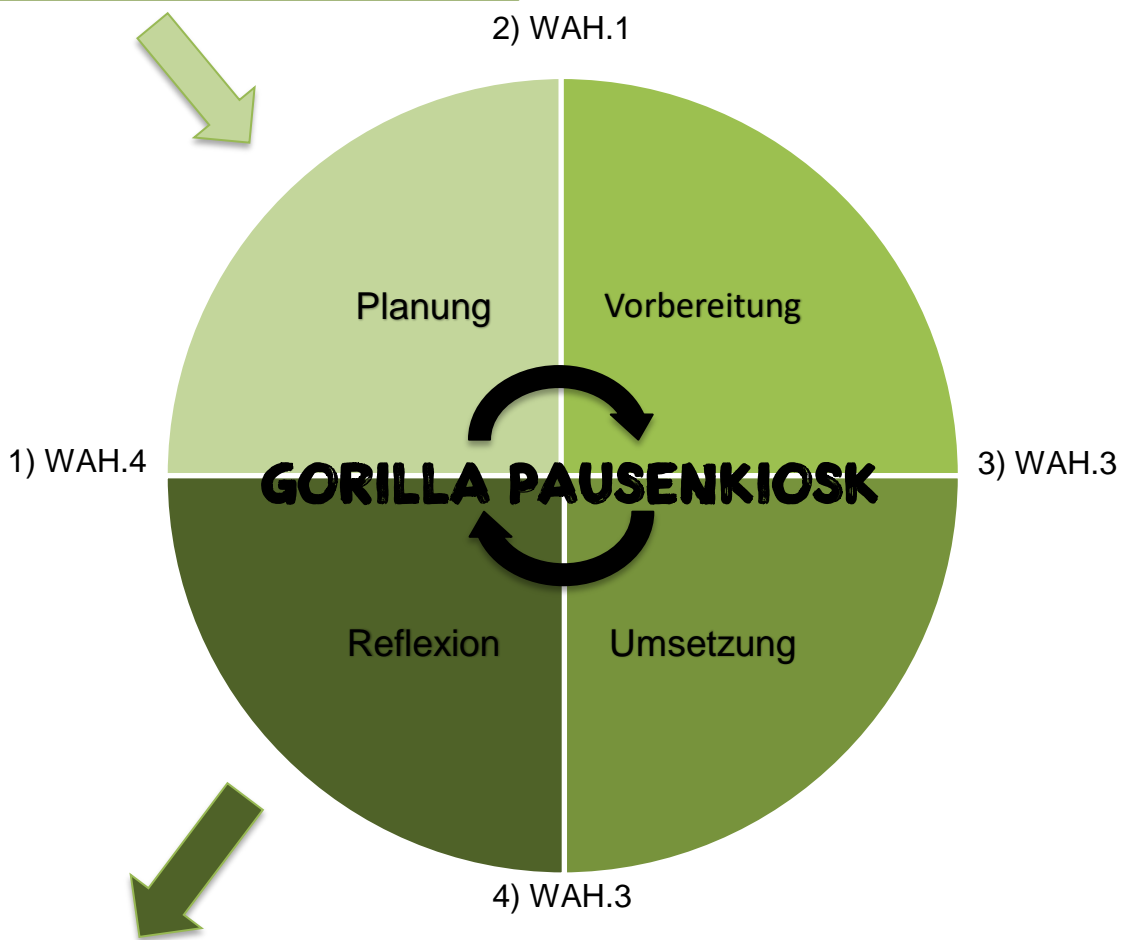 2) WAH.1
Planung
Vorbereitung
1) WAH.4
GORILLA PAUSENKIOSK
3) WAH.3
Reflexion
Umsetzung
4) WAH.3